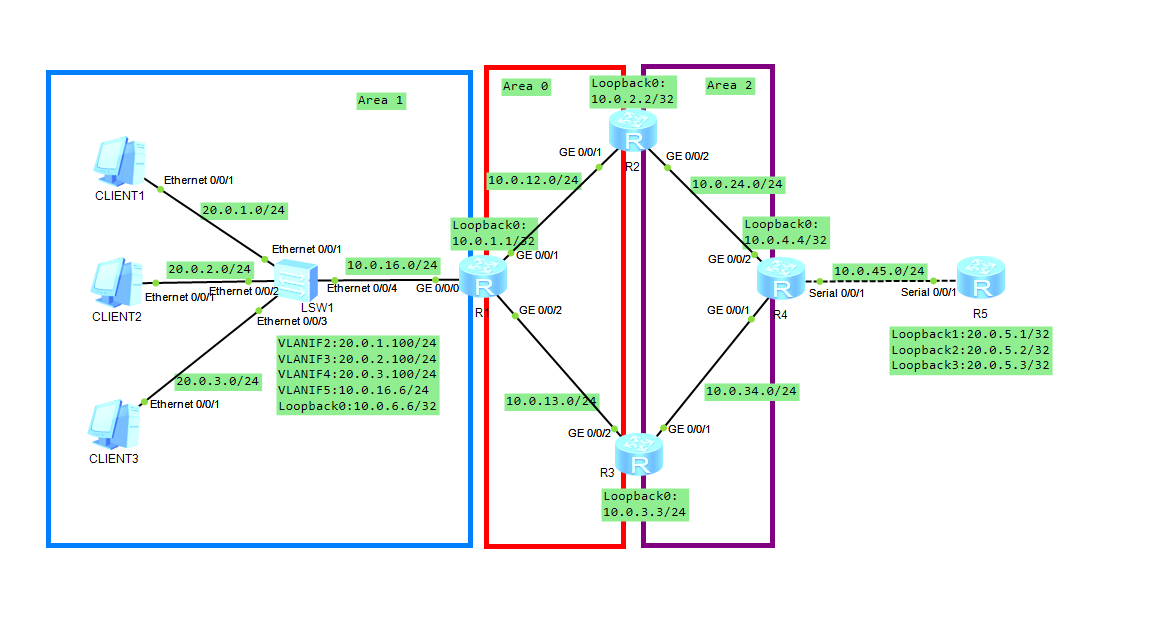 Area 1
Area 0
Loopback0:
10.0.2.2/32
Area 2
R
R2
GE 0/0/1
GE 0/0/2
10.0.12.0/24
10.0.24.0/24
CLIENT1
Ethernet 0/0/1
20.0.1.0/24
Loopback0:
10.0.1.1/32
GE 0/0/1
Loopback0:
10.0.4.4/32
GE 0/0/2
Ethernet 0/0/1
20.0.2.0/24
CLIENT2
Ethernet 0/0/1
Ethernet 0/0/2
LSW1
10.0.16.0/24
Ethernet 0/0/4
GE 0/0/0
R
GE 0/0/2
R
R4
10.0.45.0/24
Serial 0/0/1
Serial 0/0/1
R
R5
Ethernet 0/0/3
VLANIF2:20.0.1.100/24
VLANIF3:20.0.2.100/24
VLANIF4:20.0.3.100/24
VLANIF5:10.0.16.6/24
Loopback0:10.0.6.6/32
GE 0/0/1
Loopback1:20.0.5.1/32
Loopback2:20.0.5.2/32
Loopback3:20.0.5.3/32
20.0.3.0/24
Ethernet 0/0/1
CLIENT3
10.0.13.0/24
10.0.34.0/24
GE 0/0/2
GE 0/0/1
R
R3
Loopback0:
10.0.3.3/24